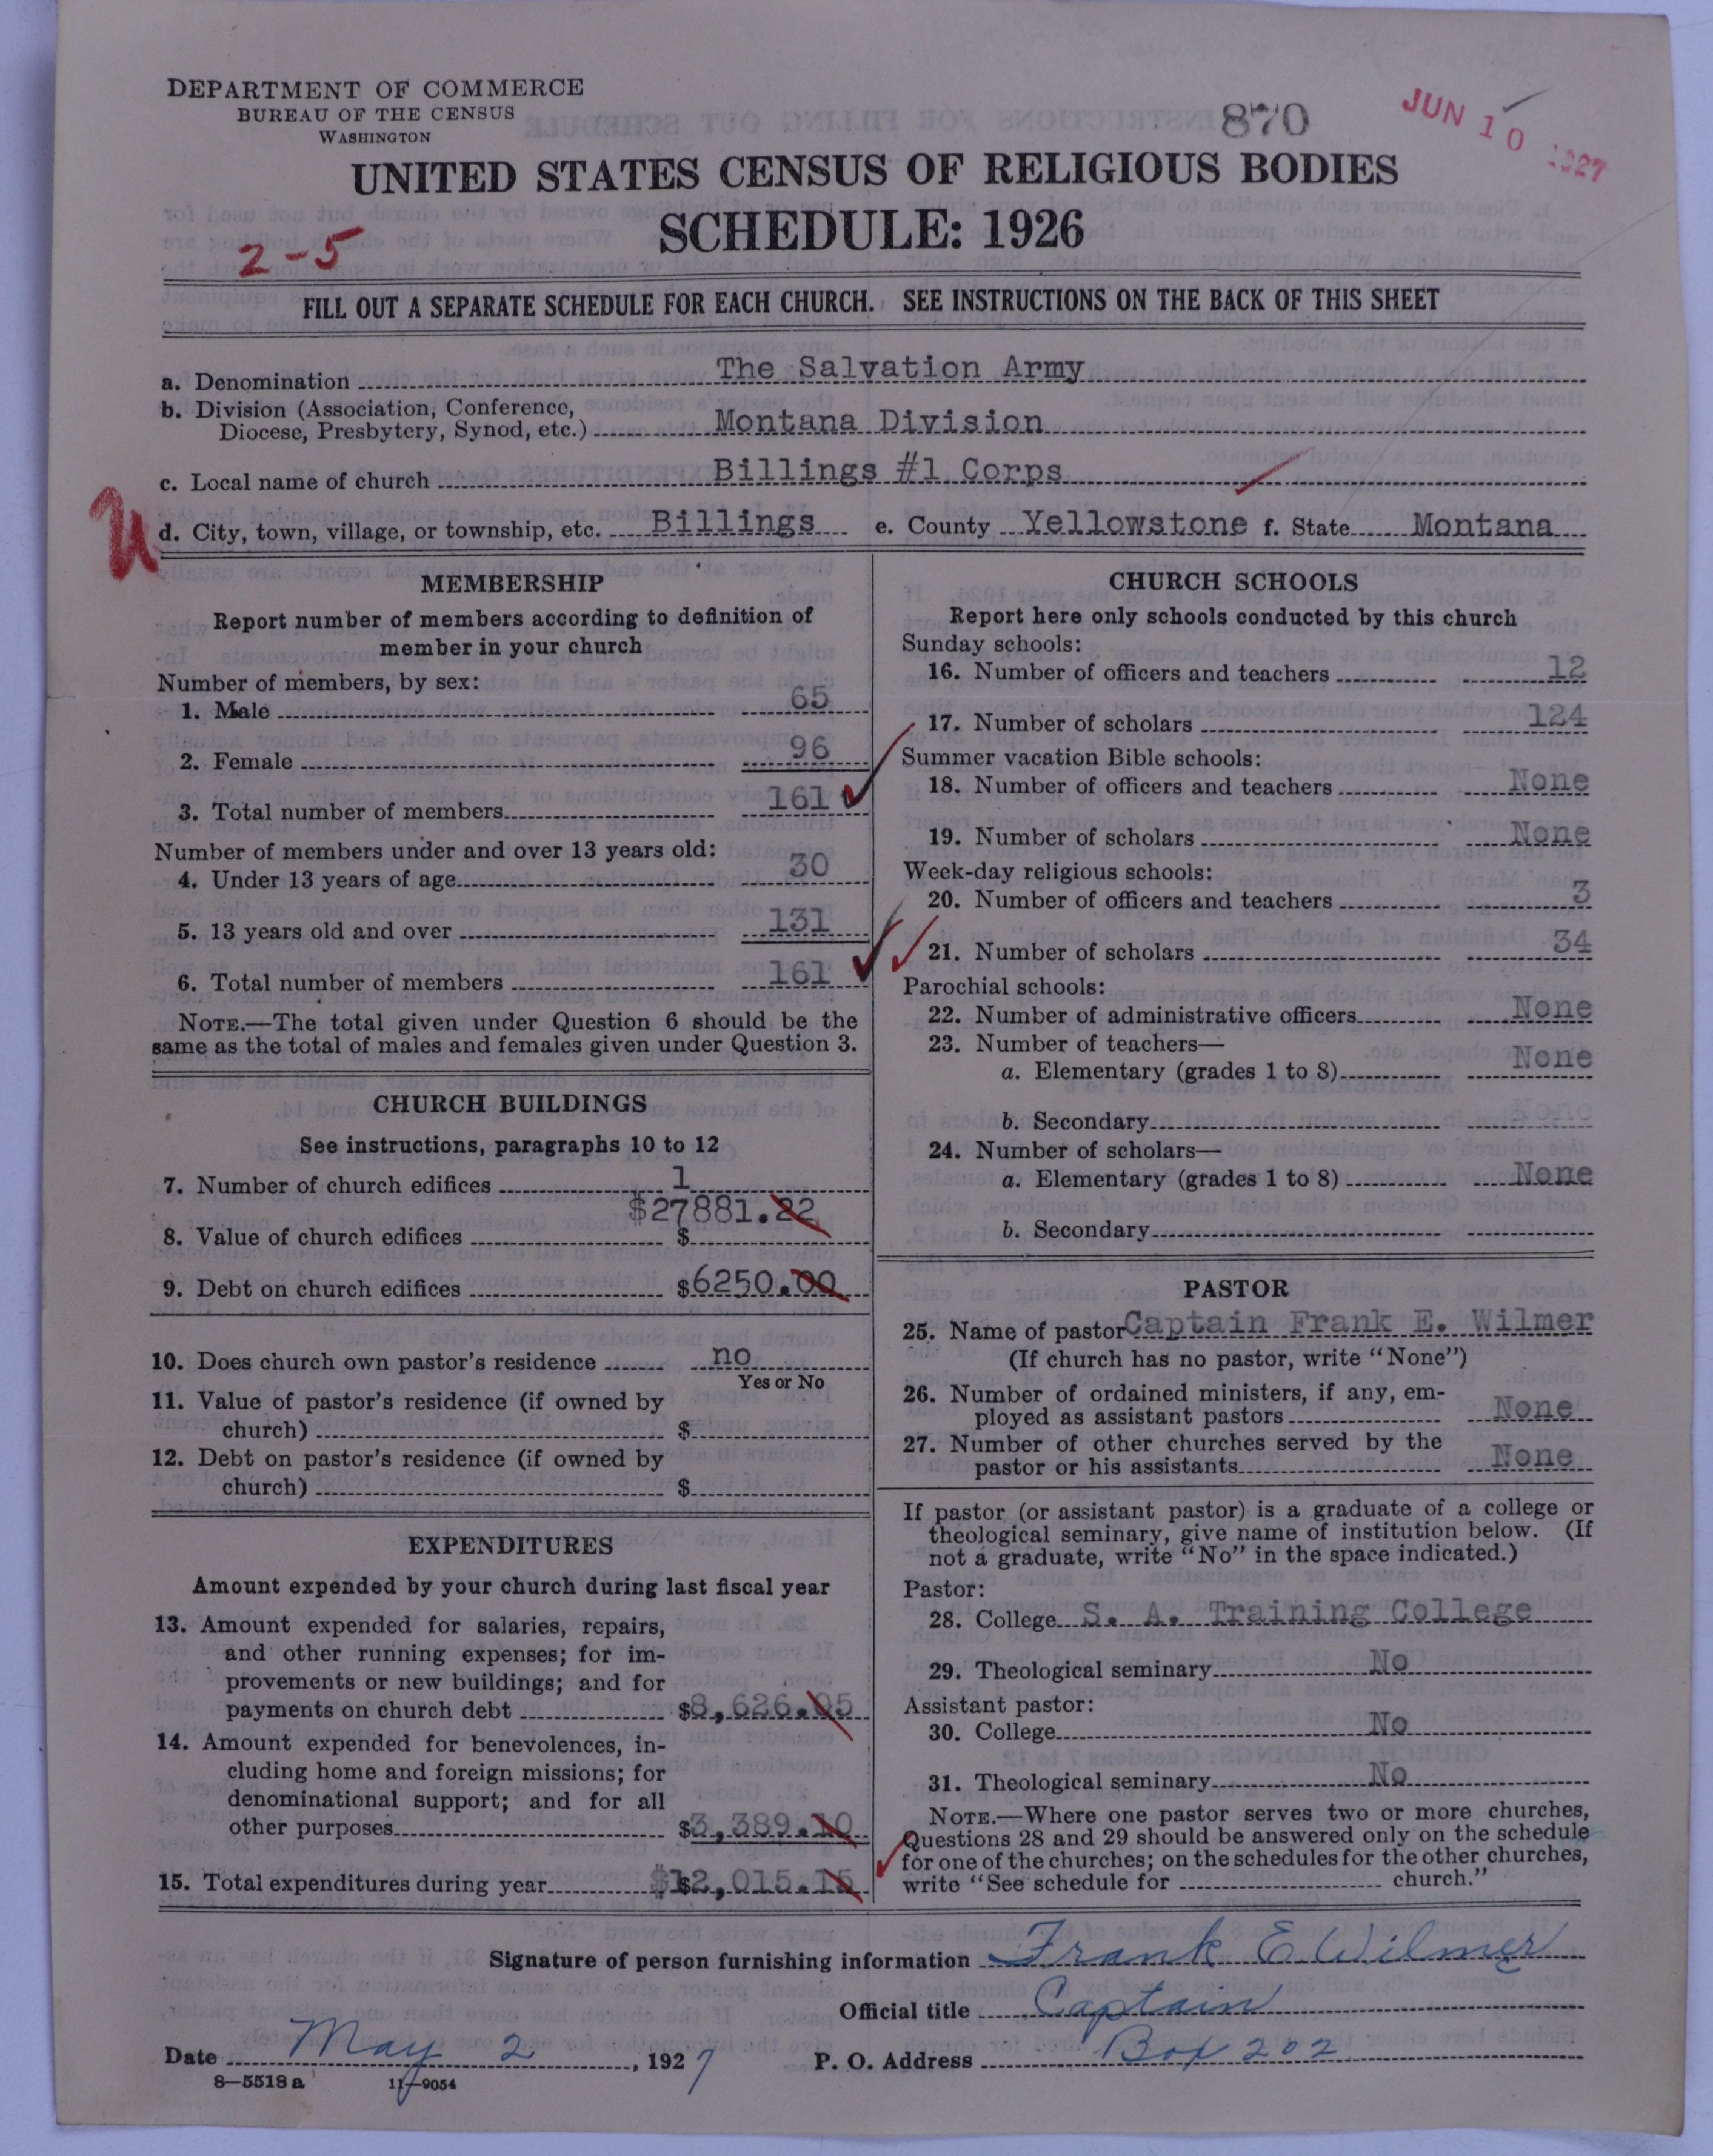 DEPARTMENT OF COMMERCE
BUREAU OF THE CENSUS
WASHINGTON
870
JUN 10 1927
UNITED STATES CENSUS OF RELIGIOUS BODIES
SCHEDULE: 1926
2-5
FILL OUT A SEPARATE SCHEDULE FOR EACH CHURCH. SEE INSTRUCTIONS ON THE BACK OF THIS SHEET
a. Denomination The Salvation Army
b. Division (Association, Conference,
Diocese, Presbytery, Synod, etc.) Montana Division
c. Local name of church Billings #1 Corps
d. City, town, village, or township, etc. Billings e. County Yellowstone f. State Montana
MEMBERSHIP
Report number of members according to definition of
member in your church
Number of members, by sex:
1. Male 65
2. Female 96
3. Total number of members 161
Number of members under and over 13 years old:
4. Under 13 years of age 30
5. 13 years old and over 131
6. Total number of members 161
NOTE.—The total given under Question 6 should be the
same as the total of males and females given under Question 3.
CHURCH BUILDINGS
See instructions, paragraphs 10 to 12
7. Number of church edifices 1
$27881.22
8. Value of church edifices $
9. Debt on church edifices $6250.00
10. Does church own pastor's residence no
Yes or No
11. Value of pastor's residence (if owned by
church) $
12. Debt on pastor's residence (if owned by
church) $
EXPENDITURES
Amount expended by your church during last fiscal year
13. Amount expended for salaries, repairs,
and other running expenses; for im-
provements or new buildings; and for
payments on church debt $8,626.05
14. Amount expended for benevolences, in-
cluding home and foreign missions; for
denominational support; and for all
other purposes $3,389.10
15. Total expenditures during year $12,015.15
CHURCH SCHOOLS
Report here only schools conducted by this church
Sunday schools:
16. Number of officers and teachers 12
17. Number of scholars 124
Summer vacation Bible schools:
18. Number of officers and teachers None
19. Number of scholars None
Week-day religious schools:
20. Number of officers and teachers 3
21. Number of scholars 34
Parochial schools:
22. Number of administrative officers None
23. Number of teachers—
a. Elementary (grades 1 to 8) None
b. Secondary None
24. Number of scholars—
a. Elementary (grades 1 to 8) None
b. Secondary
PASTOR
25. Name of pastor Captain Frank E. Wilmer
(If church has no pastor, write "None")
26. Number of ordained ministers, if any, em-
ployed as assistant pastors None
27. Number of other churches served by the
pastor or his assistants None
If pastor (or assistant pastor) is a graduate of a college or
theological seminary, give name of institution below. (If
not a graduate, write "No" in the space indicated.)
Pastor:
28. College S. A. Training College
29. Theological seminary No
Assistant pastor:
30. College No
31. Theological seminary No
NOTE.—Where one pastor serves two or more churches,
Questions 28 and 29 should be answered only on the schedule
for one of the churches; on the schedules for the other churches,
write "See schedule for church."
Signature of person furnishing information Frank E Wilmer
Official title Captain
Date May 2, 1927 P. O. Address Box 202
8—5518a 11—9054